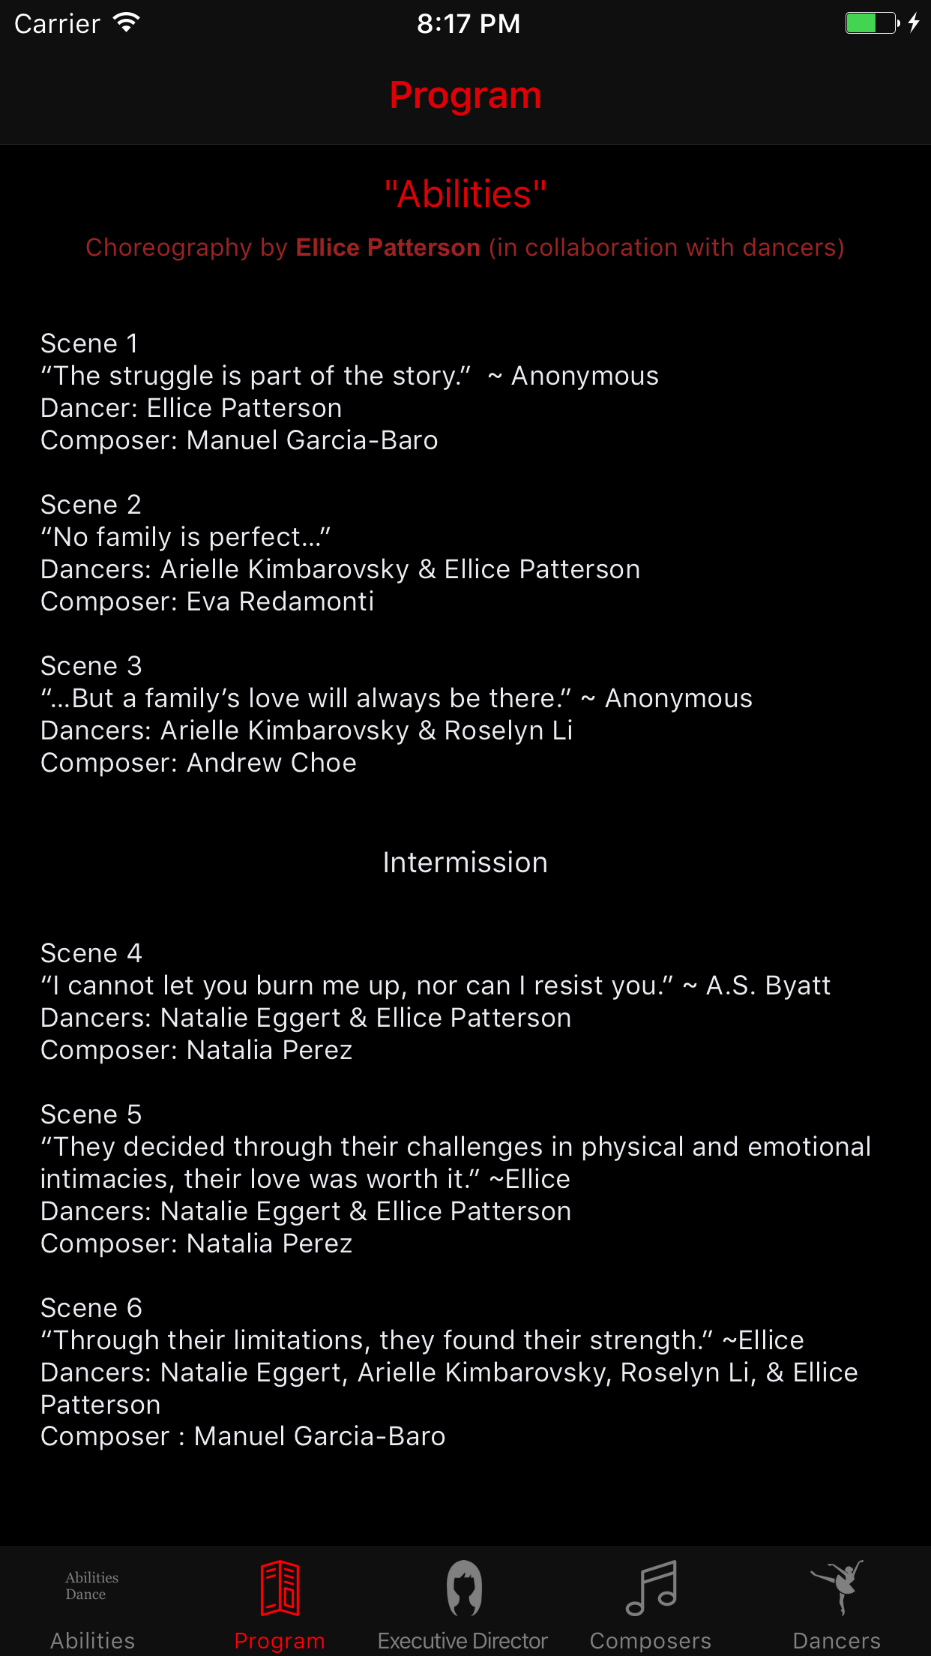 Carrier
8:17 PM
Program
"Abilities"
Choreography by Ellice Patterson (in collaboration with dancers)
Scene 1
“The struggle is part of the story.”  ~ Anonymous
Dancer: Ellice Patterson
Composer: Manuel Garcia-Baro
Scene 2
“No family is perfect...”
Dancers: Arielle Kimbarovsky & Ellice Patterson
Composer: Eva Redamonti
Scene 3
“...But a family’s love will always be there.” ~ Anonymous
Dancers: Arielle Kimbarovsky & Roselyn Li
Composer: Andrew Choe
Intermission
Scene 4
“I cannot let you burn me up, nor can I resist you.” ~ A.S. Byatt
Dancers: Natalie Eggert & Ellice Patterson
Composer: Natalia Perez
Scene 5
“They decided through their challenges in physical and emotional
intimacies, their love was worth it.” ~Ellice
Dancers: Natalie Eggert & Ellice Patterson
Composer: Natalia Perez
Scene 6
“Through their limitations, they found their strength.” ~Ellice
Dancers: Natalie Eggert, Arielle Kimbarovsky, Roselyn Li, & Ellice
Patterson
Composer : Manuel Garcia-Baro
Abilities
Dance
Abilities
Program
Executive Director
Composers
Dancers